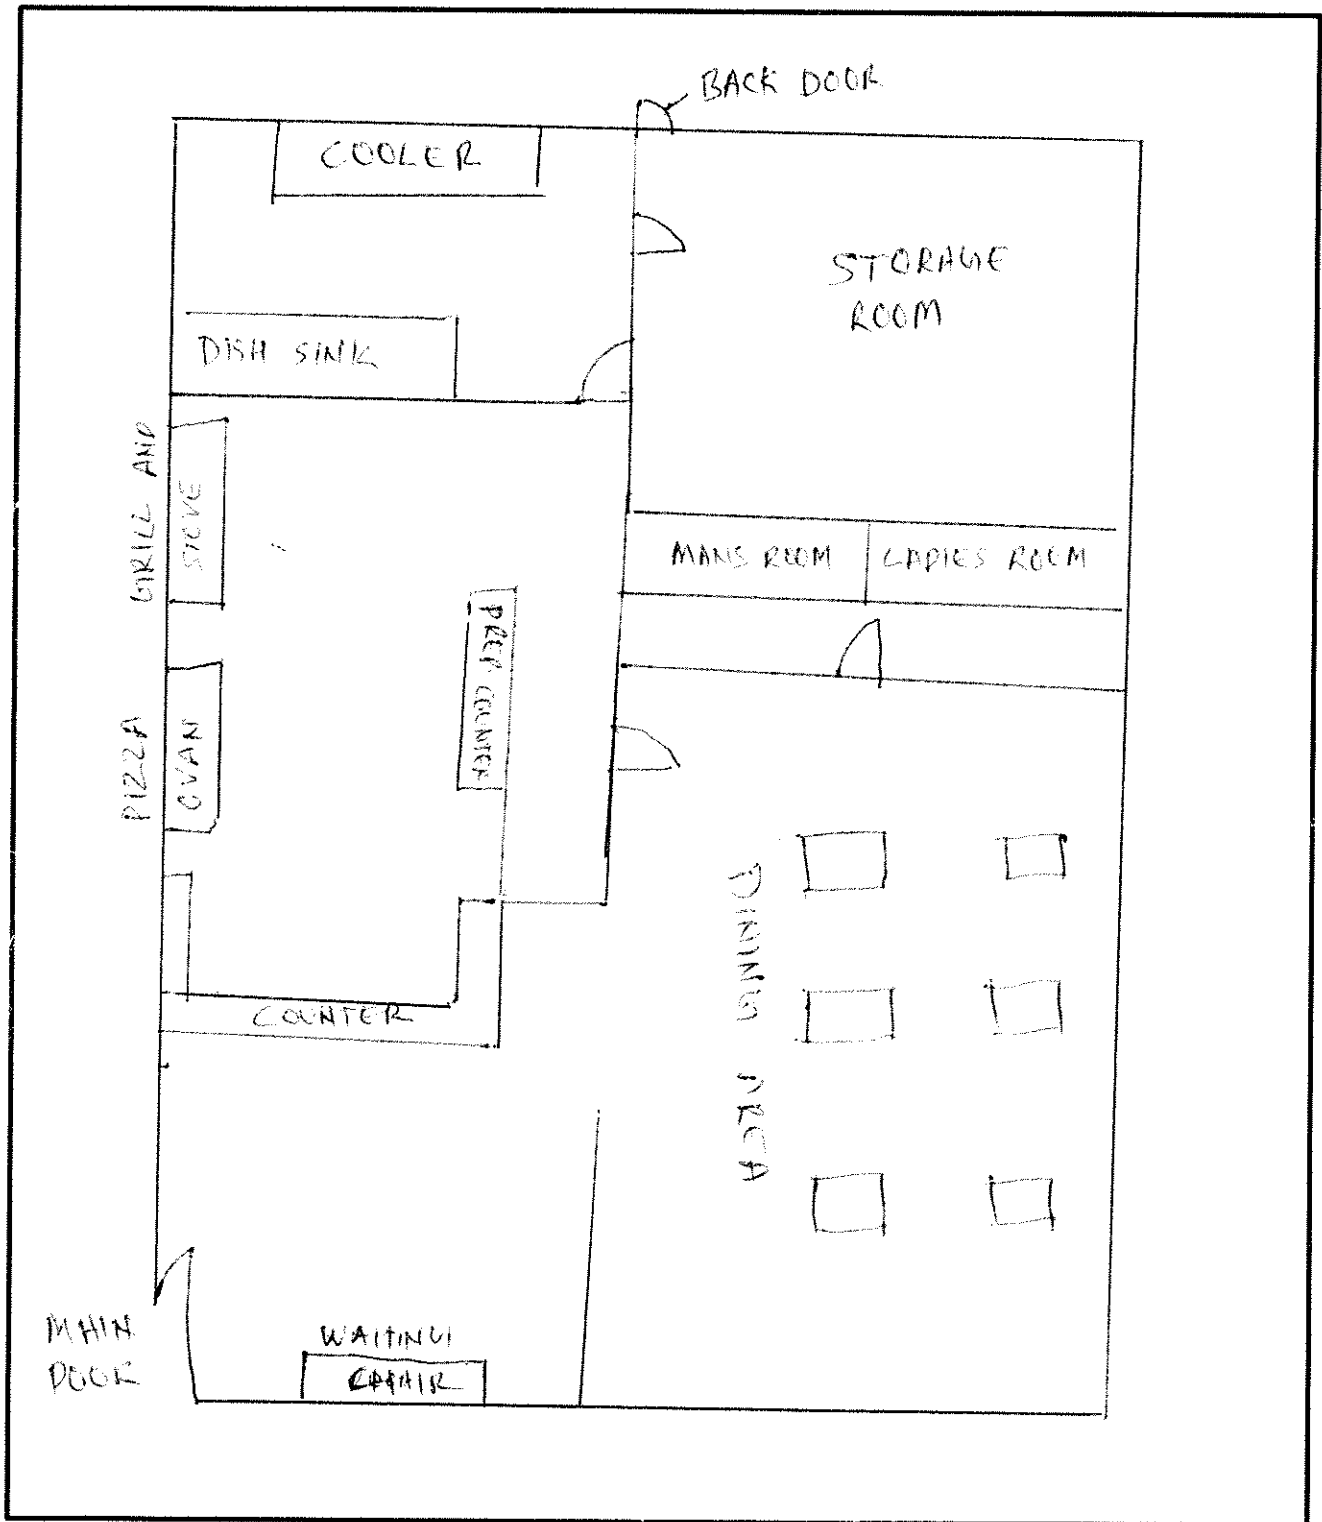 BACK DOOR
COOLER
STORAGE
ROOM
DISH SINK
GRILL AND
STOVE
MANS ROOM
LADIES ROOM
PREP COUNTER
PIZZA
OVAN
DINING AREA
COUNTER
MAIN
DOOR
WAITING
CHAIR